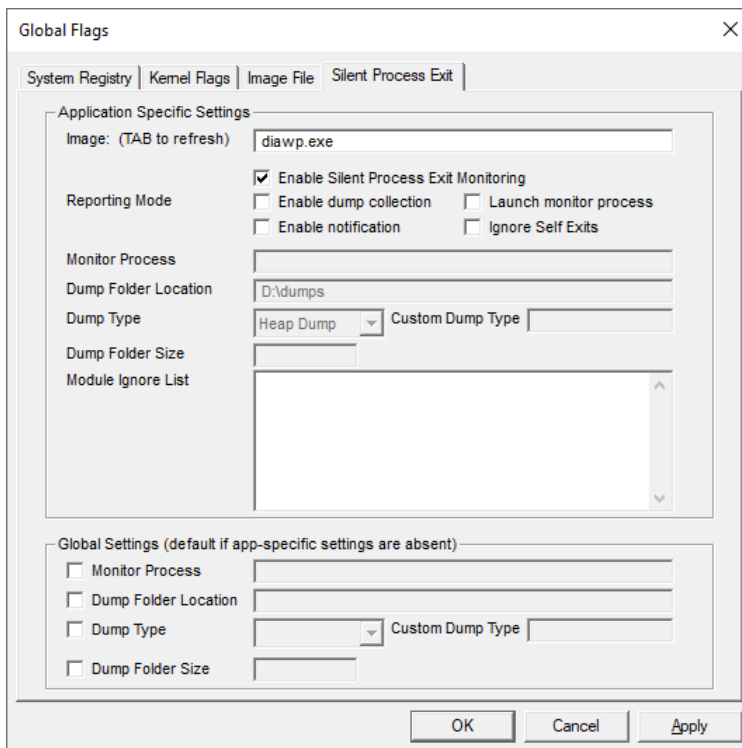 Global Flags
System Registry Kernel Flags Image File Silent Process Exit
Application Specific Settings
Image: (TAB to refresh) diawp.exe
Enable Silent Process Exit Monitoring
Reporting Mode Enable dump collection Launch monitor process
Enable notification Ignore Self Exits
Monitor Process
Dump Folder Location D:\dumps
Dump Type Heap Dump Custom Dump Type
Dump Folder Size
Module Ignore List
Global Settings (default if app-specific settings are absent)
Monitor Process
Dump Folder Location
Dump Type Custom Dump Type
Dump Folder Size
OK Cancel Apply